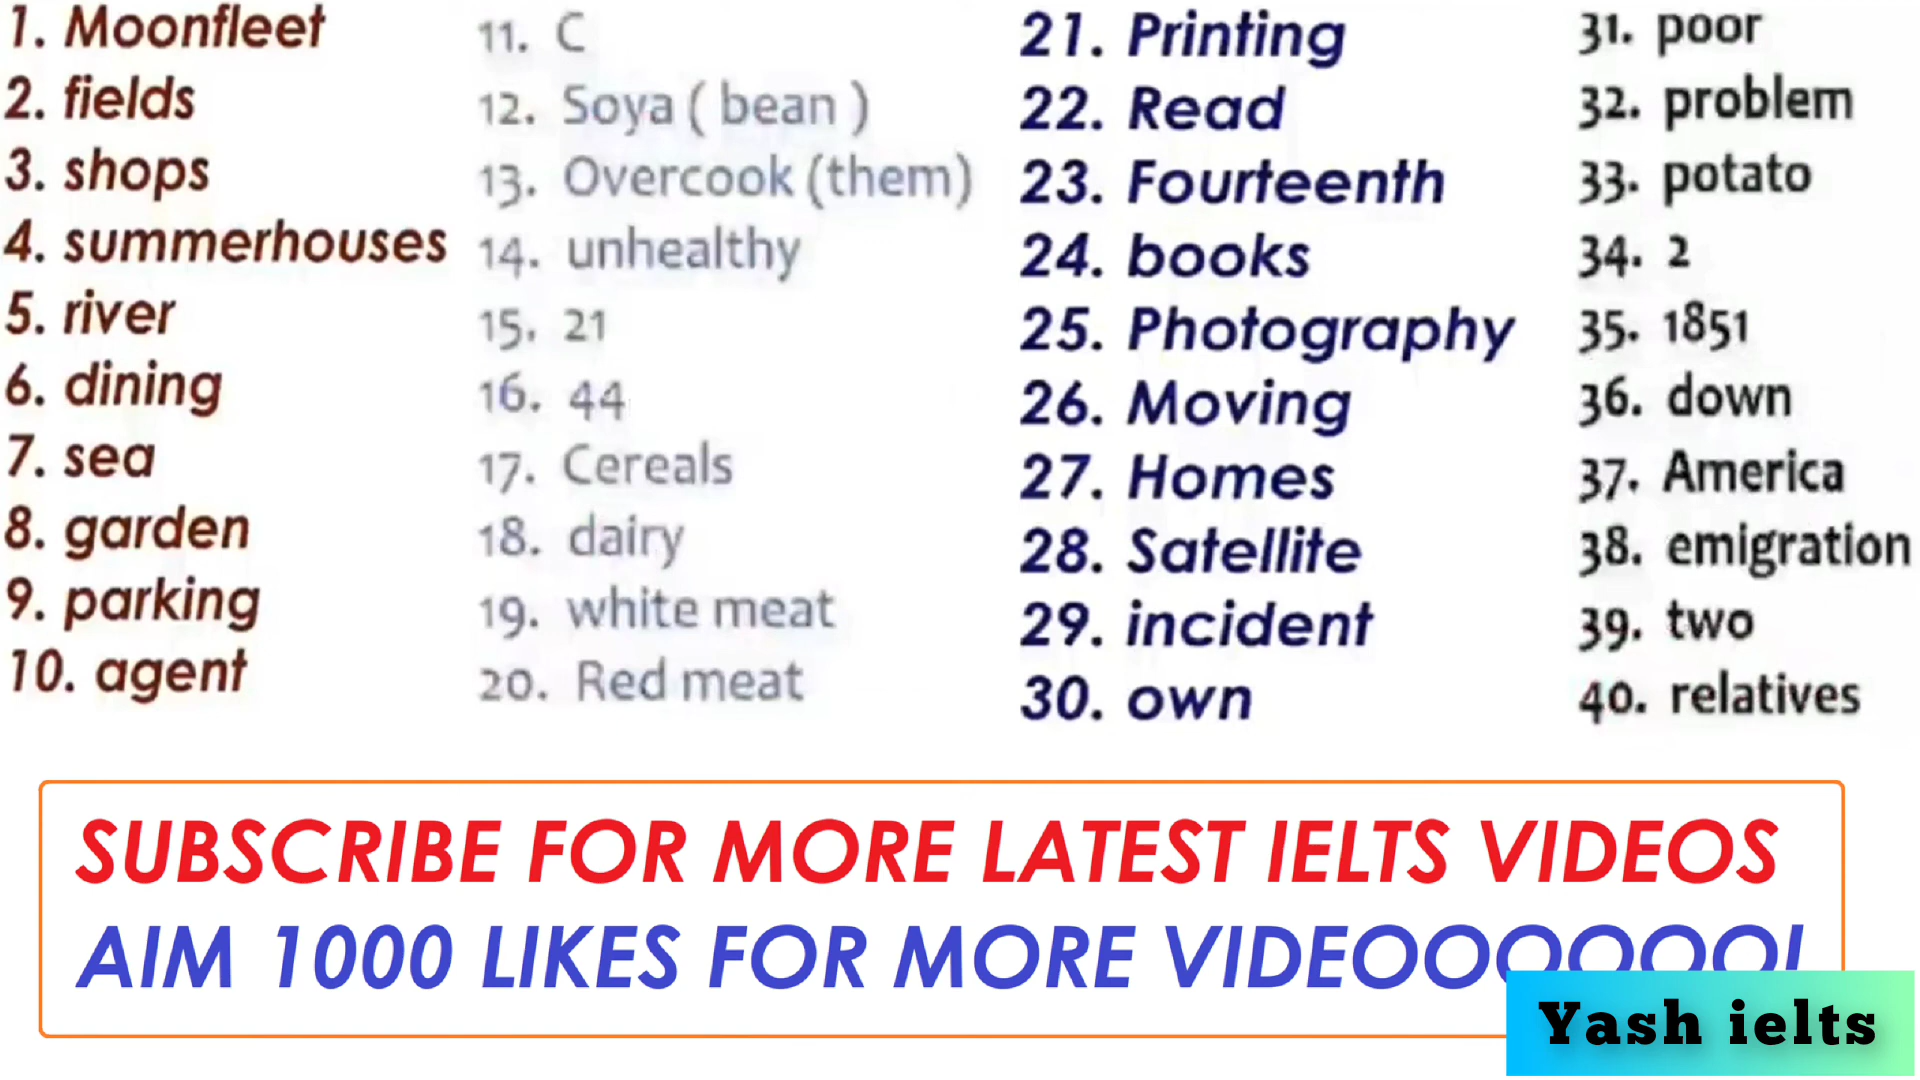 1. Moonfleet
2. fields
3. shops
4. summerhouses
5. river
6. dining
7. sea
8. garden
9. parking
10. agent
11. C
12. Soya ( bean )
13. Overcook (them)
14. unhealthy
15. 21
16. 44
17. Cereals
18. dairy
19. white meat
20. Red meat
21. Printing
22. Read
23. Fourteenth
24. books
25. Photography
26. Moving
27. Homes
28. Satellite
29. incident
30. own
31. poor
32. problem
33. potato
34. 2
35. 1851
36. down
37. America
38. emigration
39. two
40. relatives
SUBSCRIBE FOR MORE LATEST IELTS VIDEOS
AIM 1000 LIKES FOR MORE VIDEOOOOOO!
Yash ielts